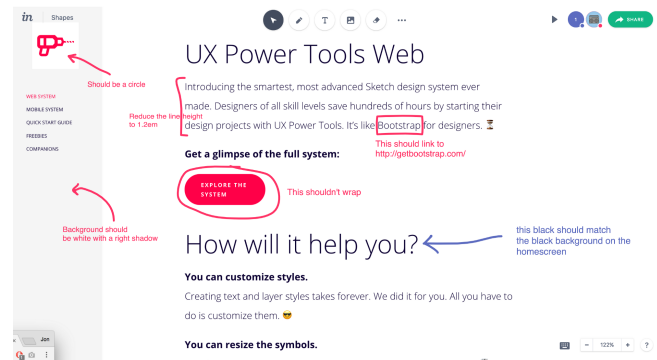 in Shapes
T
1
SHARE
UX Power Tools Web
Should be a circle
Introducing the smartest, most advanced Sketch design system ever
made. Designers of all skill levels save hundreds of hours by starting their
design projects with UX Power Tools. It's like Bootstrap for designers. ⏳
WEB SYSTEM
MOBILE SYSTEM
QUICK START GUIDE
FREEBIES
COMPANIONS
Reduce the line height
to 1.2em
This should link to
http://getbootstrap.com/
Get a glimpse of the full system:
EXPLORE THE
SYSTEM
This shouldn't wrap
Background should
be white with a right shadow
How will it help you?
this black should match
the black background on the
homescreen
You can customize styles.
Creating text and layer styles takes forever. We did it for you. All you have to
do is customize them. 😎
You can resize the symbols.
Jon
− 122% + ?